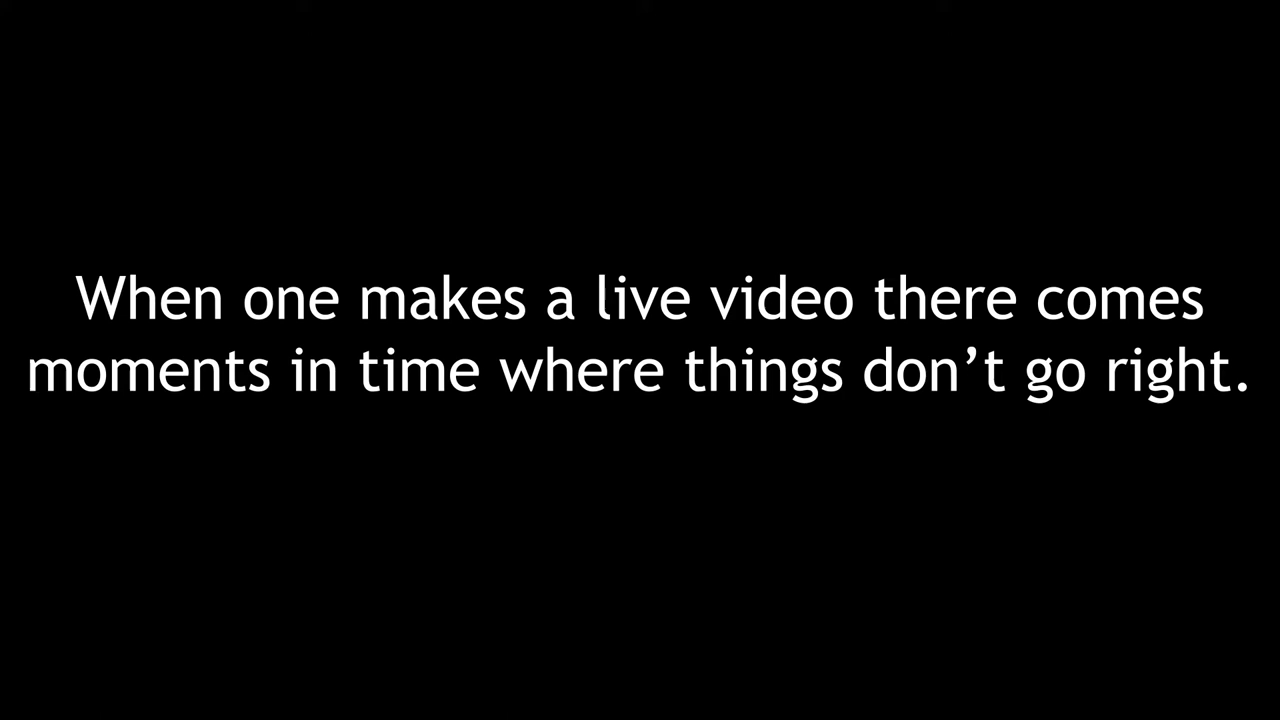 When one makes a live video there comes
moments in time where things don’t go right.